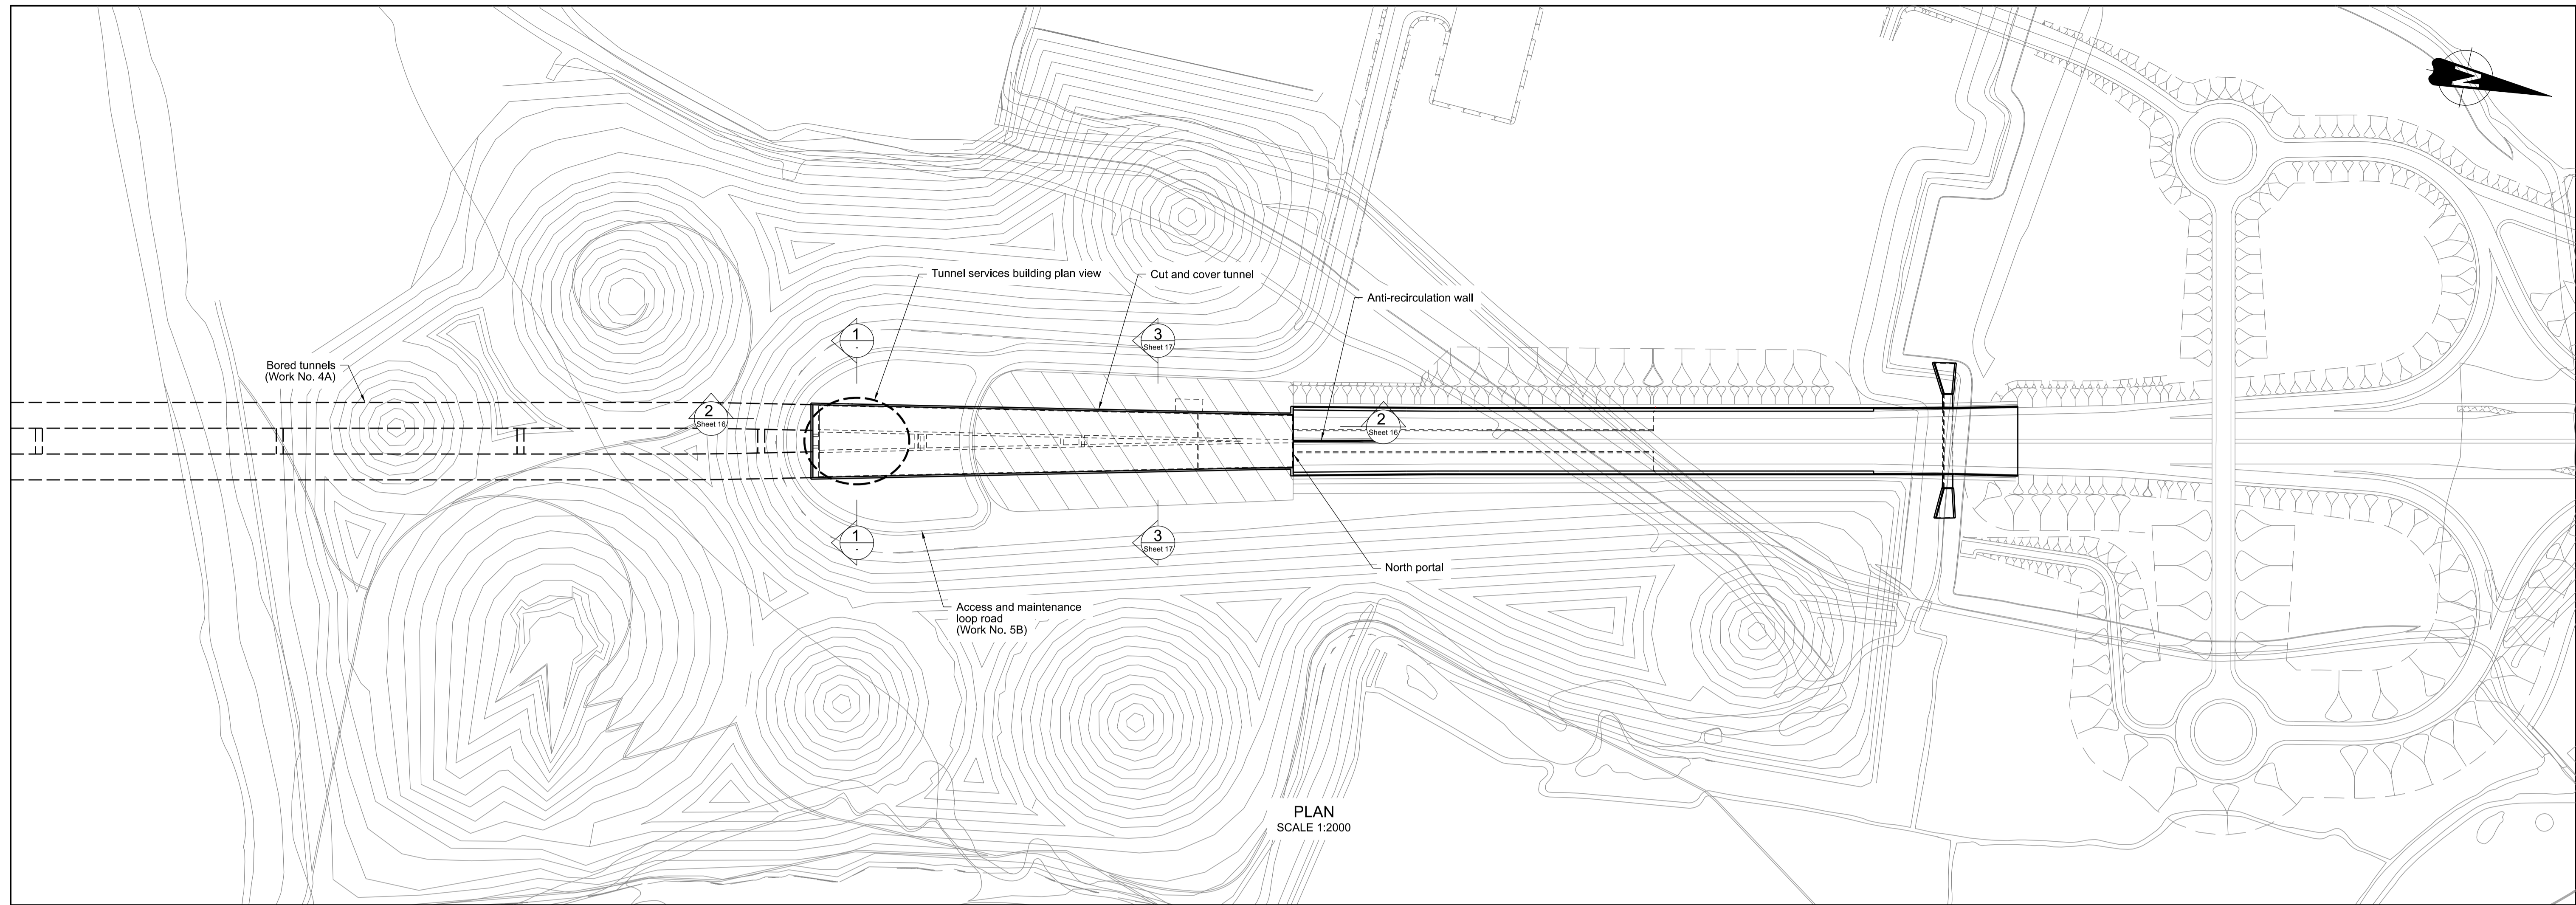 N
Tunnel services building plan view
Cut and cover tunnel
Anti-recirculation wall
1
-
3
Sheet 17
Bored tunnels
(Work No. 4A)
2
Sheet 16
2
Sheet 16
1
-
3
Sheet 17
North portal
Access and maintenance
loop road
(Work No. 5B)
PLAN
SCALE 1:2000